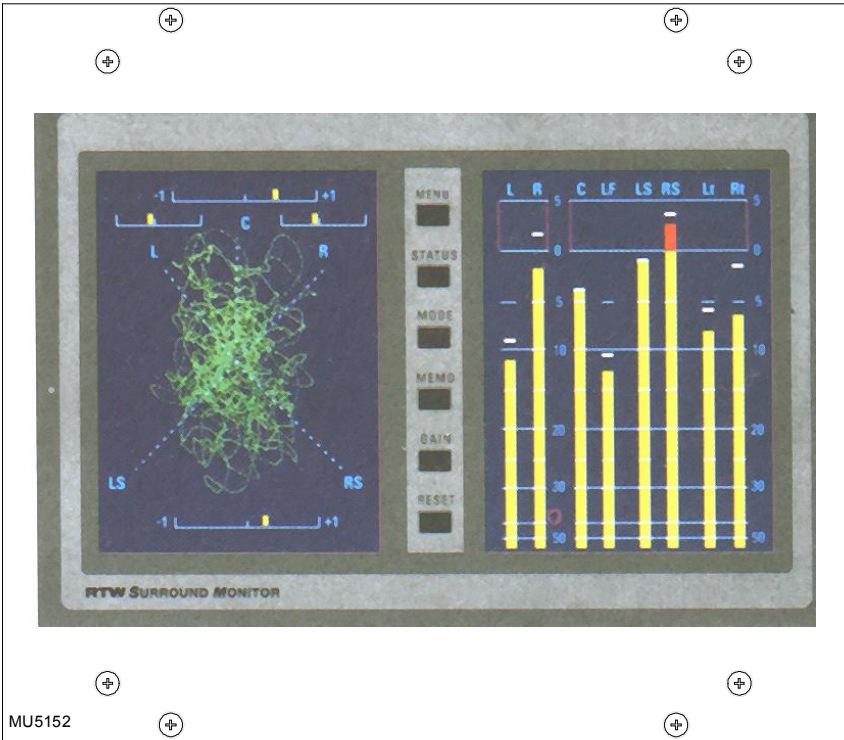 -1 +1
C
L R
LS RS
-1 +1
MENU
STATUS
MODE
MEMO
GAIN
RESET
L R C LF LS RS Lt Rt
5 5
0 0
5 5
10 10
20 20
30 30
50 50
RTW SURROUND MONITOR
MU5152